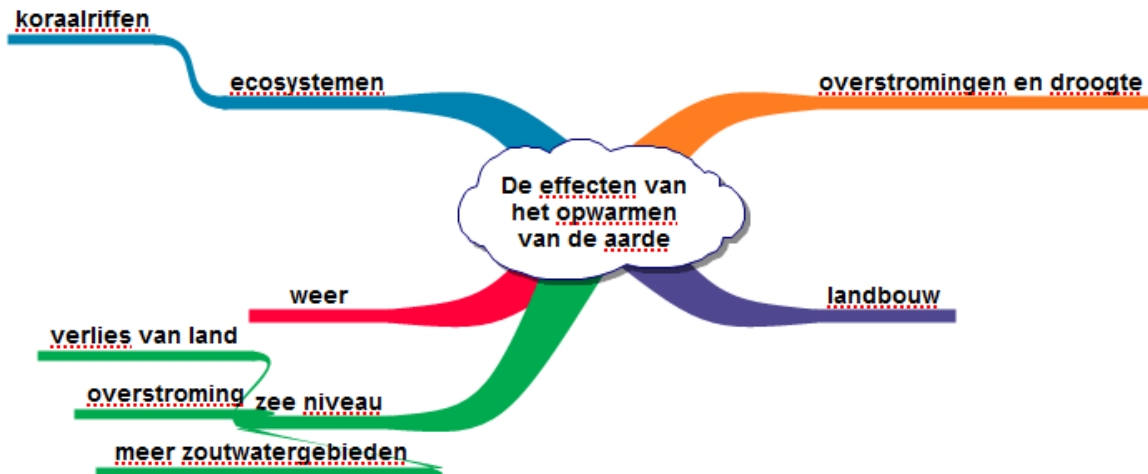 koraalriffen
ecosystemen
overstromingen en droogte
De effecten van
het opwarmen
van de aarde
weer
landbouw
verlies van land
overstroming
zee niveau
meer zoutwatergebieden